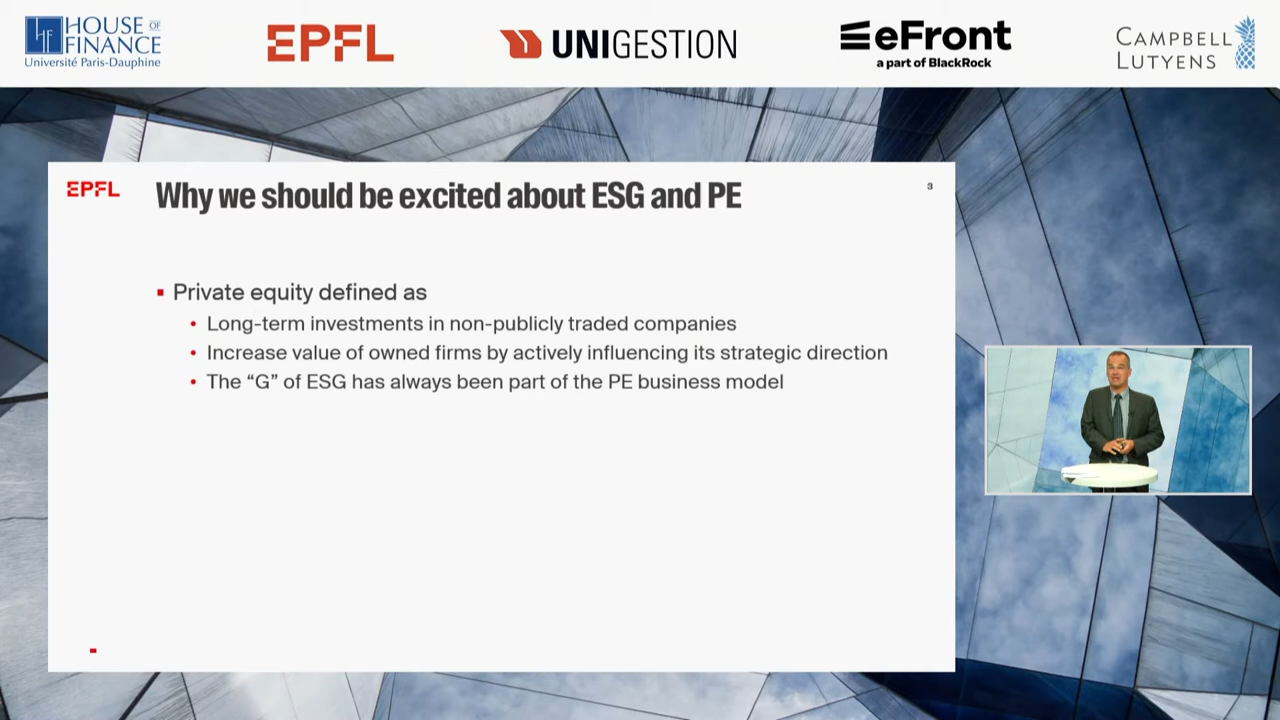 HOUSE OF
FINANCE
Université Paris-Dauphine
EPFL
UNIGESTION
eFront
a part of BlackRock
CAMPBELL
LUTYENS
EPFL
Why we should be excited about ESG and PE
3
Private equity defined as
Long-term investments in non-publicly traded companies
Increase value of owned firms by actively influencing its strategic direction
The “G” of ESG has always been part of the PE business model